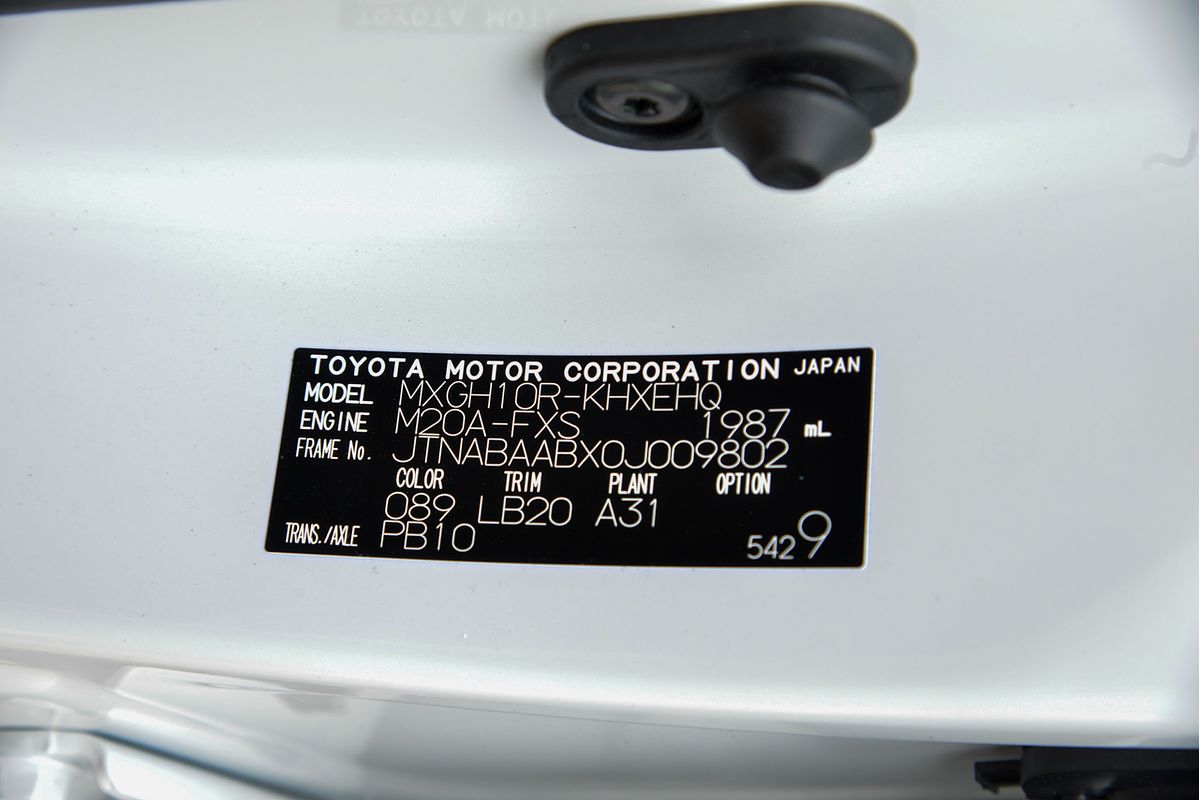 TOYOTA MOTOR CORPORATION JAPAN
MODEL MXGH10R-KHXEHQ
ENGINE M20A-FXS 1987 mL
FRAME No. JTNABAABX0J009802
COLOR TRIM PLANT OPTION
089 LB20 A31
TRANS./AXLE PB10
5429